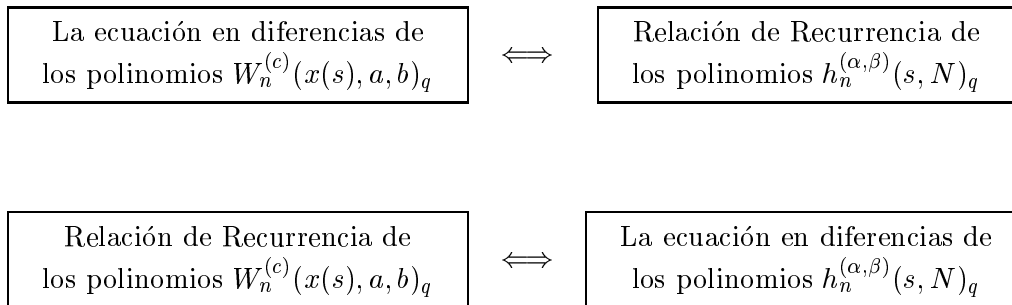 La ecuación en diferencias de
los polinomios $W_n^{(c)}(x(s), a, b)_q$
⟺
Relación de Recurrencia de
los polinomios $h_n^{(\alpha,\beta)}(s, N)_q$
Relación de Recurrencia de
los polinomios $W_n^{(c)}(x(s), a, b)_q$
⟺
La ecuación en diferencias de
los polinomios $h_n^{(\alpha,\beta)}(s, N)_q$